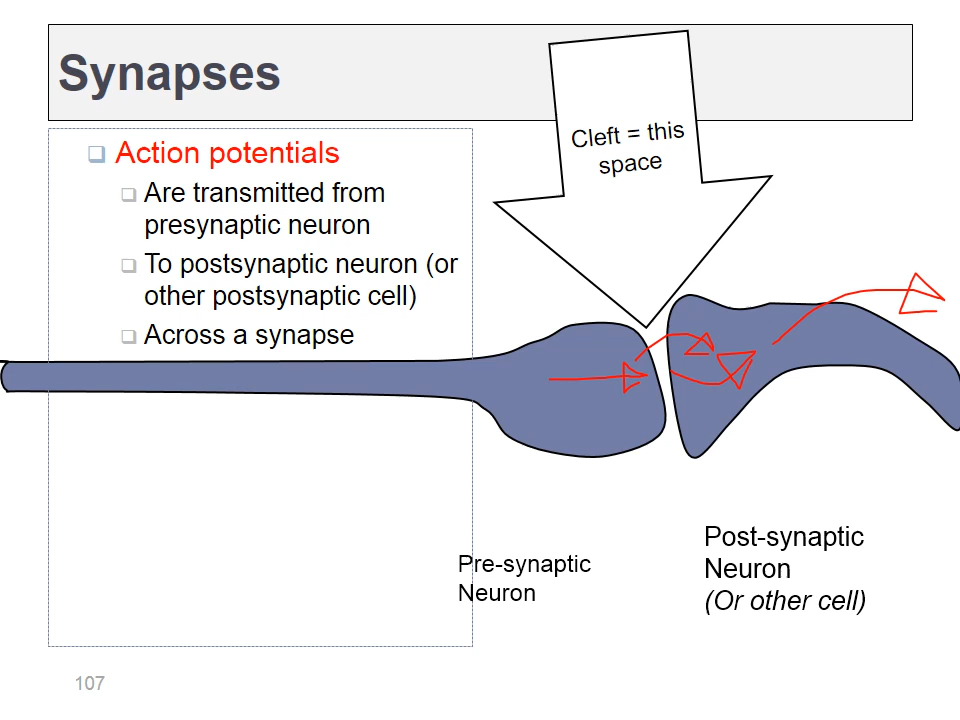 Synapses
Cleft = this
space
Action potentials
Are transmitted from
presynaptic neuron
To postsynaptic neuron (or
other postsynaptic cell)
Across a synapse
Pre-synaptic
Neuron
Post-synaptic
Neuron
(Or other cell)
107